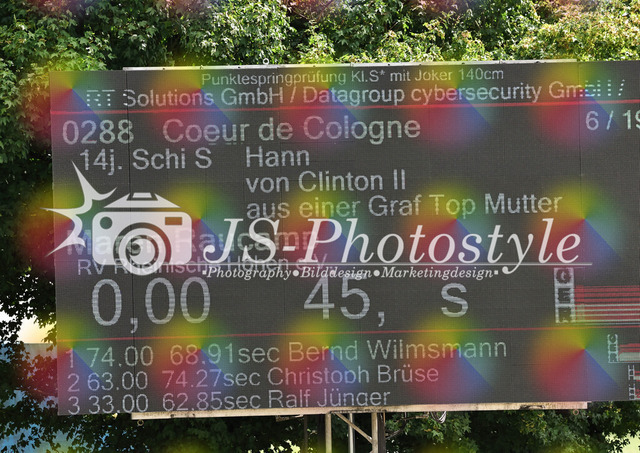 Punktespringprüfung Kl.S* mit Joker 140cm
RT Solutions GmbH / Datagroup cybersecurity GmbH /
0288 Coeur de Cologne 6 / 19
14j. Schi S Hann
von Clinton II
aus einer Graf Top Mutter
JS-Photostyle
•Photography•Bilddesign•Marketingdesign•
RV
0,00 45, s
GER
1 74.00 68.91sec Bernd Wilmsmann
2 63.00 74.27sec Christoph Brüse
3 33.00 62.85sec Ralf Jünger